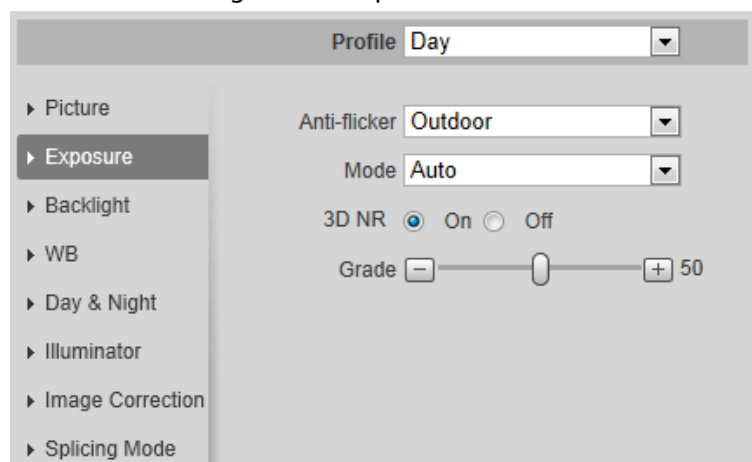 Profile Day
Picture
Exposure
Backlight
WB
Day & Night
Illuminator
Image Correction
Splicing Mode
Anti-flicker Outdoor
Mode Auto
3D NR On Off
Grade 50